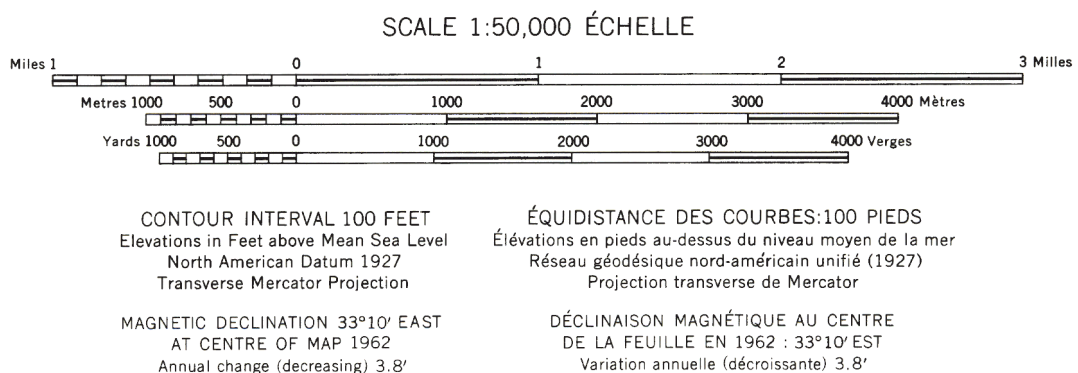 SCALE 1:50,000 ÉCHELLE
Miles 1 0 1 2 3 Milles
Metres 1000 500 0 1000 2000 3000 4000 Mètres
Yards 1000 500 0 1000 2000 3000 4000 Verges
CONTOUR INTERVAL 100 FEET
Elevations in Feet above Mean Sea Level
North American Datum 1927
Transverse Mercator Projection
ÉQUIDISTANCE DES COURBES:100 PIEDS
Élévations en pieds au-dessus du niveau moyen de la mer
Réseau géodésique nord-américain unifié (1927)
Projection transverse de Mercator
MAGNETIC DECLINATION 33°10′ EAST
AT CENTRE OF MAP 1962
Annual change (decreasing) 3.8′
DÉCLINAISON MAGNÉTIQUE AU CENTRE
DE LA FEUILLE EN 1962 : 33°10′ EST
Variation annuelle (décroissante) 3.8′